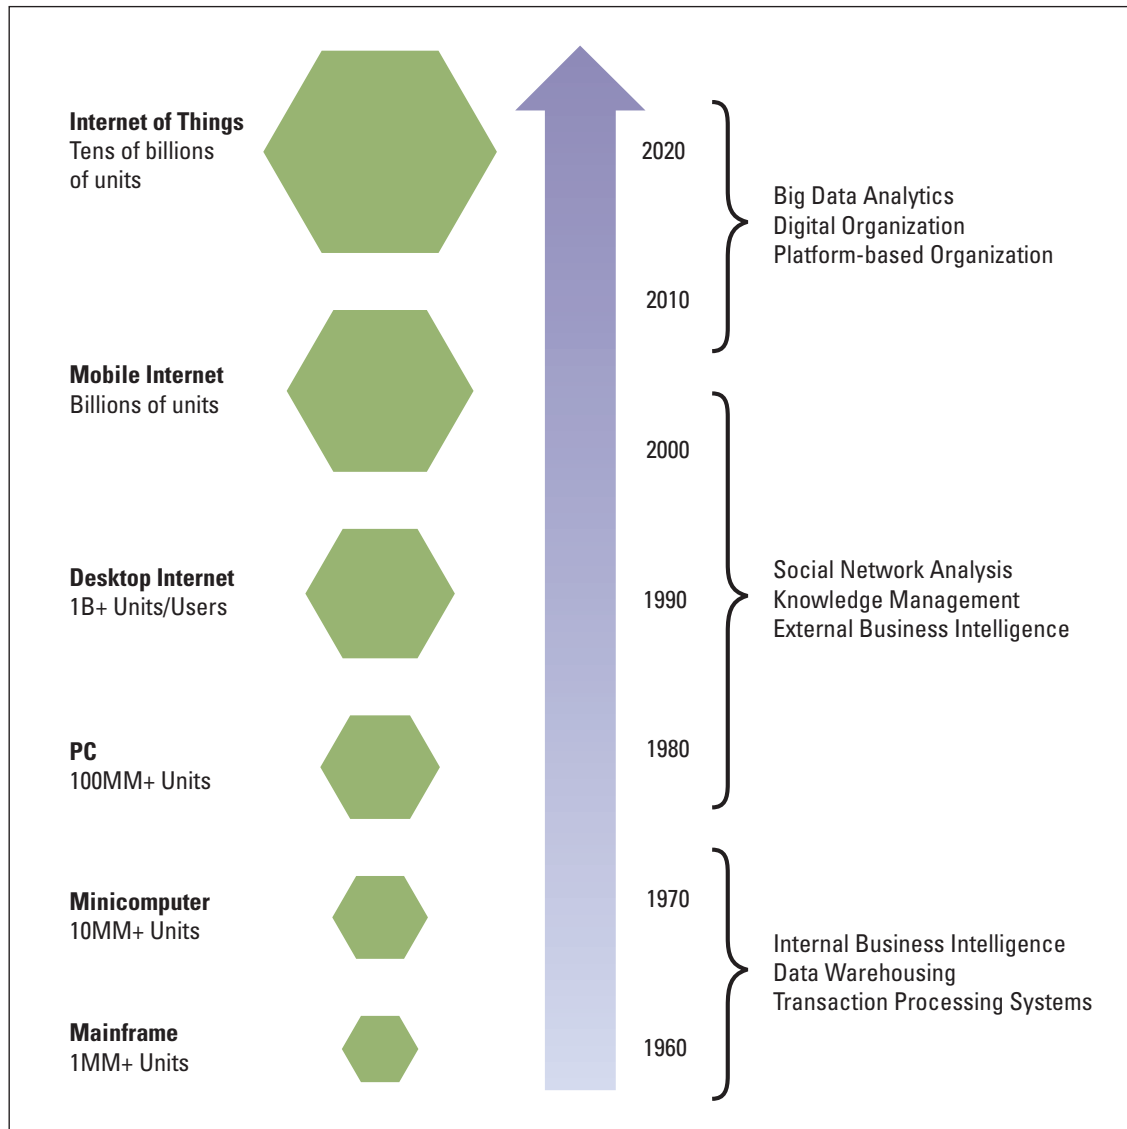 Internet of Things
Tens of billions
of units
2020
Big Data Analytics
Digital Organization
Platform-based Organization
2010
Mobile Internet
Billions of units
2000
Desktop Internet
1B+ Units/Users
1990
Social Network Analysis
Knowledge Management
External Business Intelligence
PC
100MM+ Units
1980
Minicomputer
10MM+ Units
1970
Internal Business Intelligence
Data Warehousing
Transaction Processing Systems
Mainframe
1MM+ Units
1960